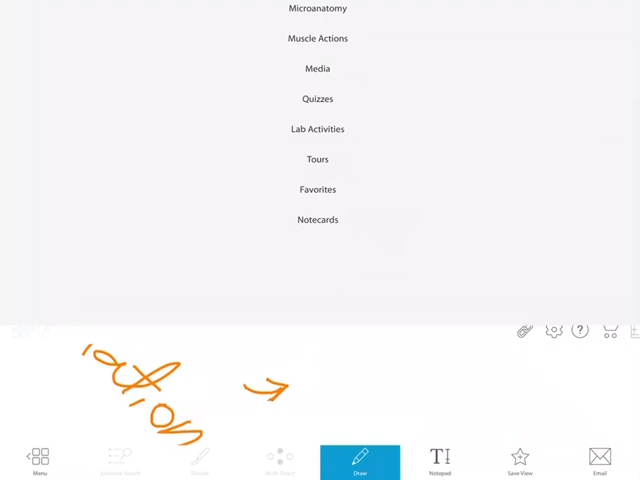 Microanatomy
Muscle Actions
Media
Quizzes
Lab Activities
Tours
Favorites
Notecards
Menu
Draw
Notepad
Save View
Email